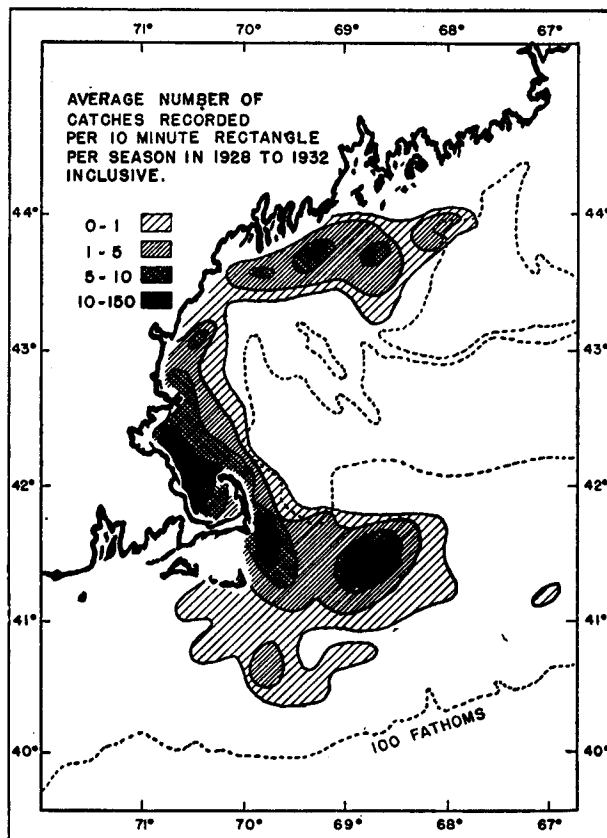 71° 70° 69° 68° 67°
AVERAGE NUMBER OF
CATCHES RECORDED
PER 10 MINUTE RECTANGLE
PER SEASON IN 1928 TO 1932
INCLUSIVE.
0-1
1-5
5-10
10-150
44° 44°
43° 43°
42° 42°
41° 41°
40° 40°
100 FATHOMS
71° 70° 69° 68° 67°